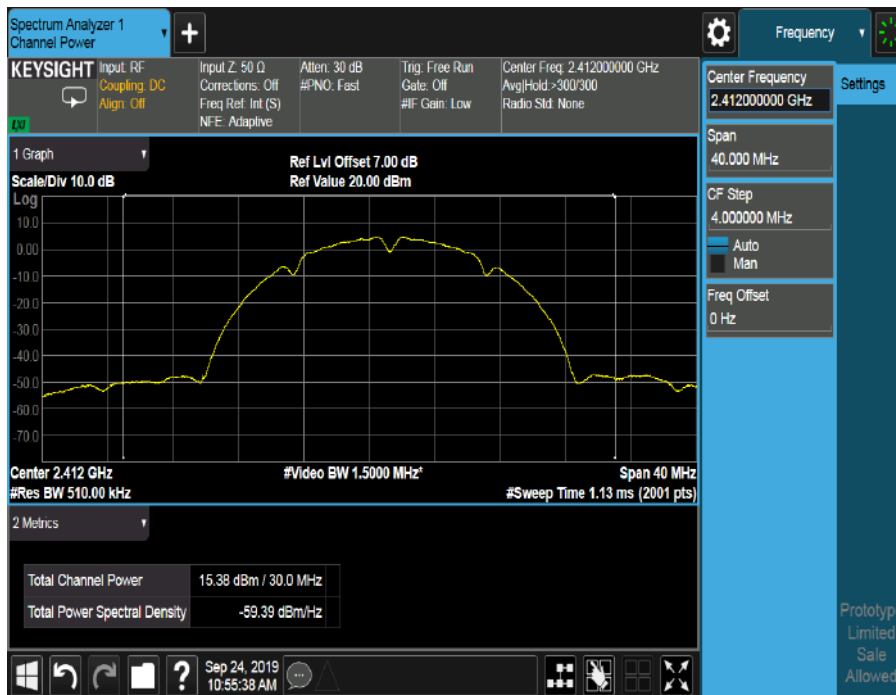 Spectrum Analyzer 1
Channel Power
+
Frequency
KEYSIGHT
Input: RF
Coupling: DC
Align: Off
LXI
Input Z: 50 Ω
Corrections: Off
Freq Ref: Int (S)
NFE: Adaptive
Atten: 30 dB
#PNO: Fast
Trig: Free Run
Gate: Off
#IF Gain: Low
Center Freq: 2.412000000 GHz
Avg|Hold:>300/300
Radio Std: None
Center Frequency
2.412000000 GHz
Settings
Span
40.000 MHz
CF Step
4.000000 MHz
Auto
Man
Freq Offset
0 Hz
1 Graph
Scale/Div 10.0 dB
Ref Lvl Offset 7.00 dB
Ref Value 20.00 dBm
Log
10.0
0.00
-10.0
-20.0
-30.0
-40.0
-50.0
-60.0
-70.0
Center 2.412 GHz
#Video BW 1.5000 MHz*
Span 40 MHz
#Res BW 510.00 kHz
#Sweep Time 1.13 ms (2001 pts)
2 Metrics
Total Channel Power 15.38 dBm / 30.0 MHz
Total Power Spectral Density -59.39 dBm/Hz
Prototyp
Limited
Sale
Allowed
?
Sep 24, 2019
10:55:38 AM